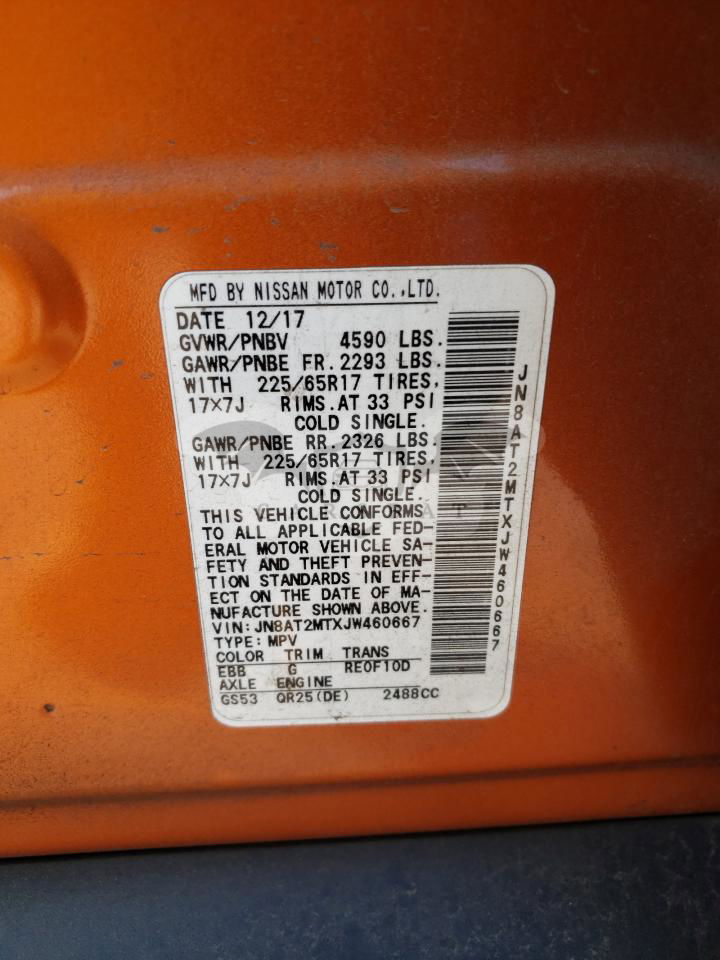 MFD BY NISSAN MOTOR CO.,LTD.
DATE 12/17
GVWR/PNBV 4590 LBS.
GAWR/PNBE FR. 2293 LBS.
WITH 225/65R17 TIRES,
17×7J RIMS.AT 33 PSI
COLD SINGLE.
GAWR/PNBE RR. 2326 LBS.
WITH 225/65R17 TIRES,
17×7J RIMS.AT 33 PSI
COLD SINGLE.
THIS VEHICLE CONFORMS
TO ALL APPLICABLE FED-
ERAL MOTOR VEHICLE SA-
FETY AND THEFT PREVEN-
TION STANDARDS IN EFF-
ECT ON THE DATE OF MA-
NUFACTURE SHOWN ABOVE.
VIN:JN8AT2MTXJW460667
TYPE:MPV
COLOR TRIM TRANS
EBB G RE0F10D
AXLE ENGINE
GS53 QR25(DE) 2488CC
JN8AT2MTXJW460667